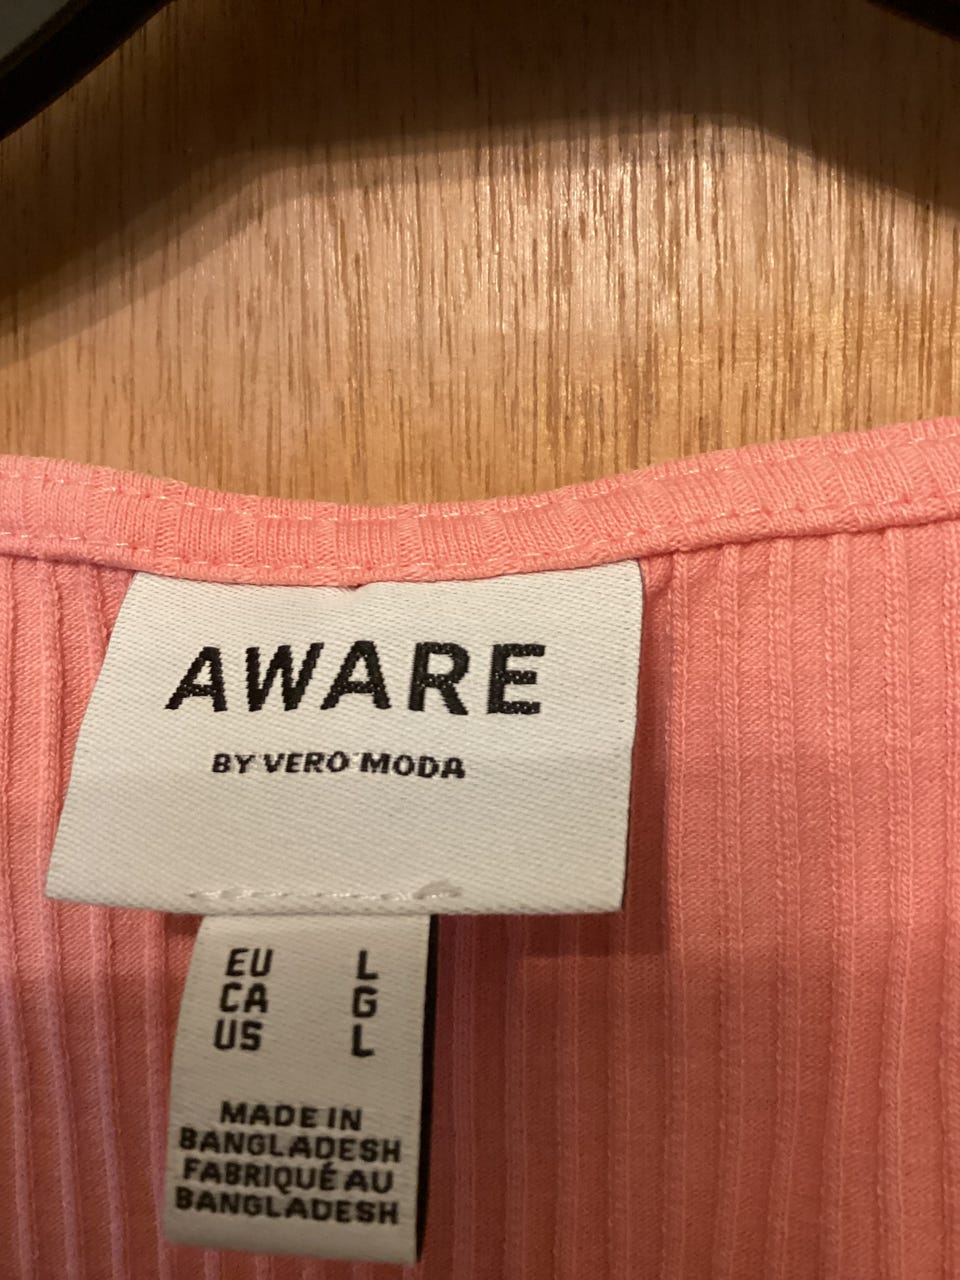 AWARE
BY VERO MODA
EU L
CA G
US L
MADE IN
BANGLADESH
FABRIQUÉ AU
BANGLADESH